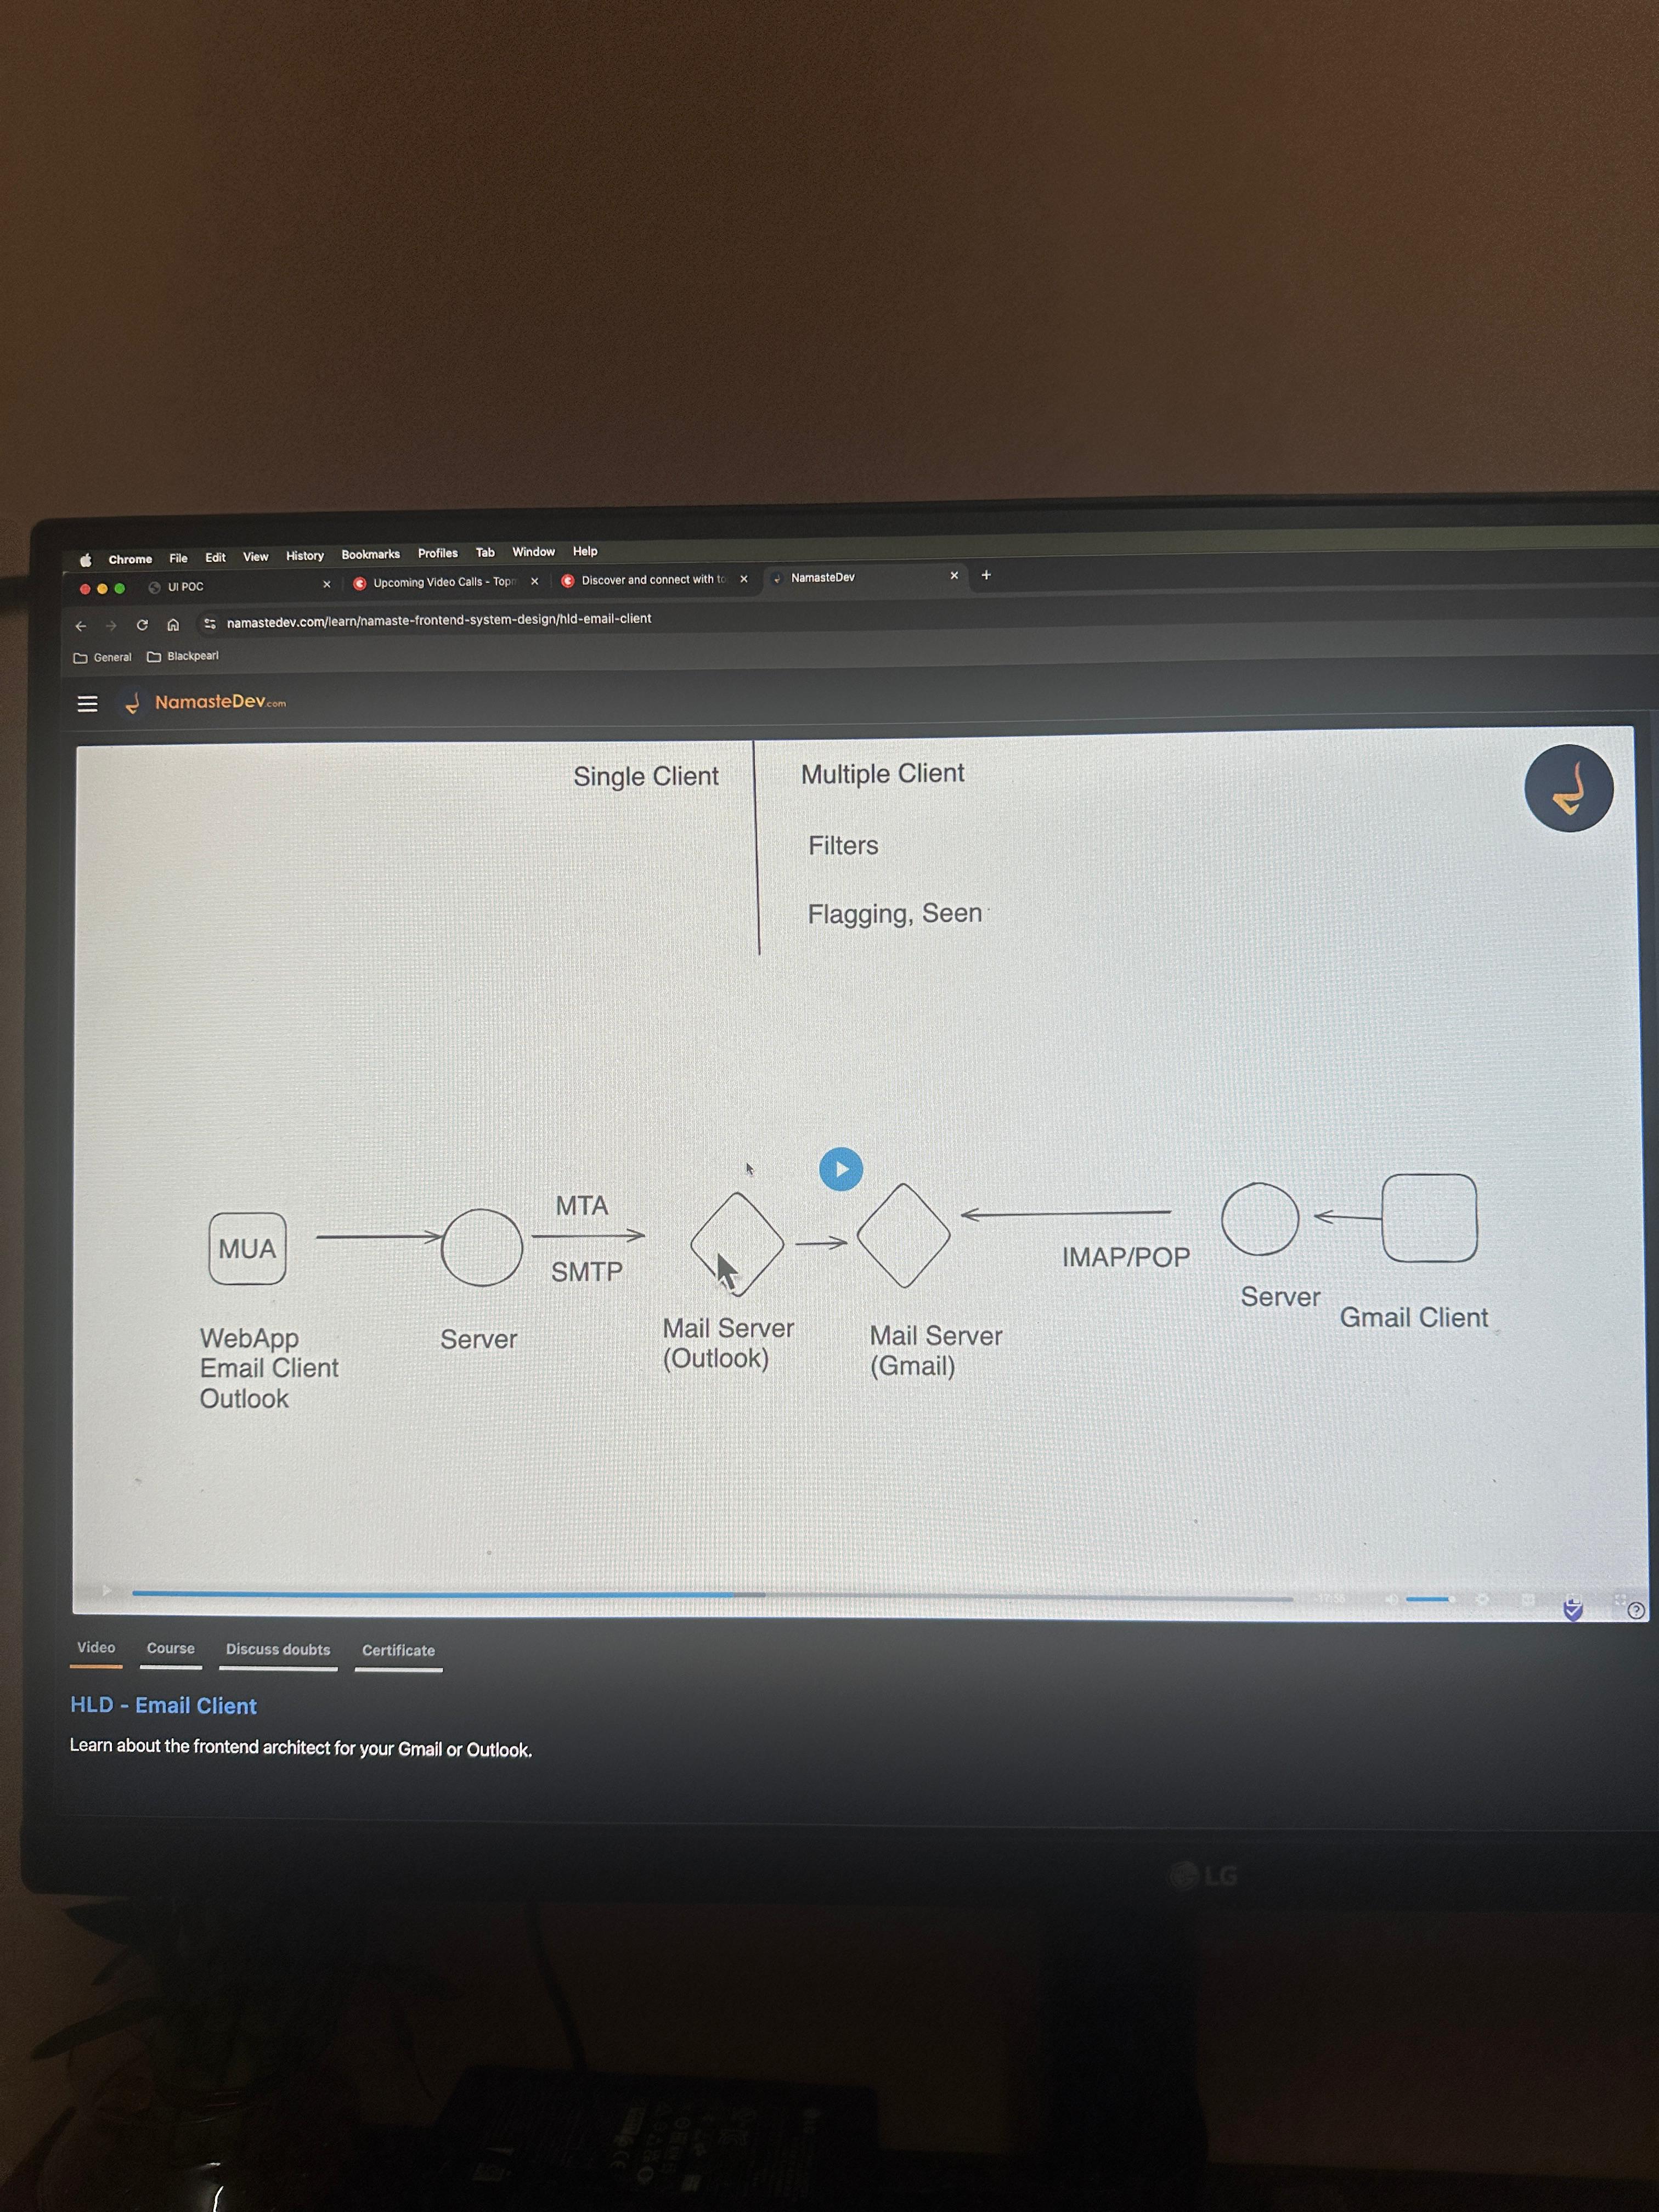 Chrome File Edit View History Bookmarks Profiles Tab Window Help
UI POC
Upcoming Video Calls - Topm
Discover and connect with to
NamasteDev
namastedev.com/learn/namaste-frontend-system-design/hld-email-client
General
Blackpearl
NamasteDev.com
Single Client
Multiple Client
Filters
Flagging, Seen
MUA
MTA
SMTP
IMAP/POP
WebApp
Email Client
Outlook
Server
Mail Server
(Outlook)
Mail Server
(Gmail)
Server
Gmail Client
Video Course Discuss doubts Certificate
HLD - Email Client
Learn about the frontend architect for your Gmail or Outlook.
LG